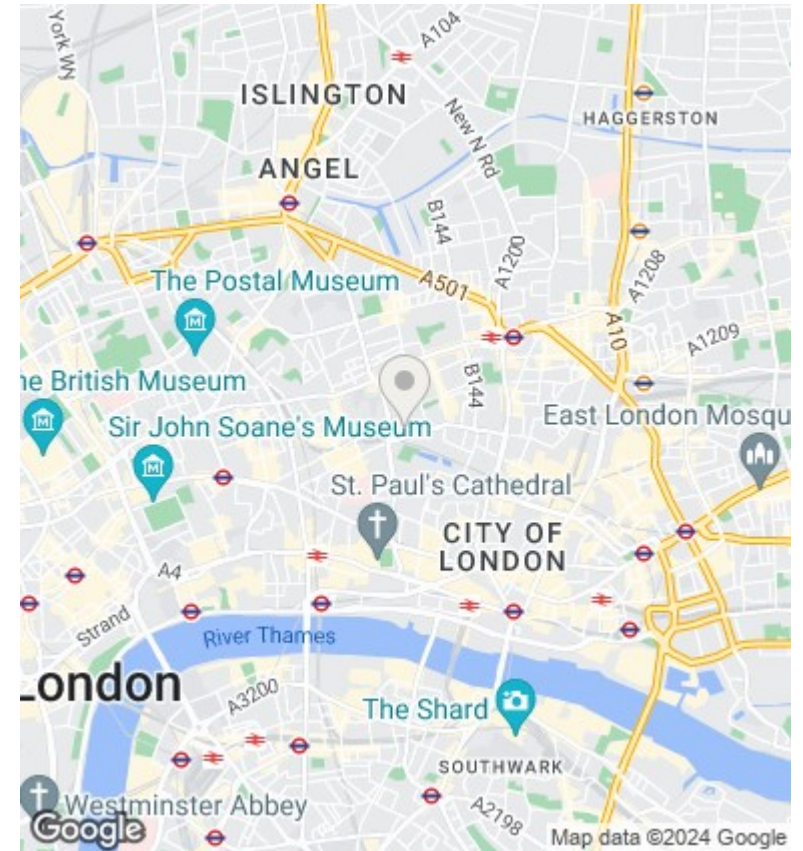 York Wy
A104
ISLINGTON
New N Rd
HAGGERSTON
ANGEL
B144
A1200
A1208
The Postal Museum
A501
A10
A1209
he British Museum
B144
East London Mosqu
Sir John Soane's Museum
St. Paul's Cathedral
CITY OF
LONDON
A4
Strand
River Thames
London
A3200
The Shard
SOUTHWARK
A2198
Westminster Abbey
Google
Map data ©2024 Google